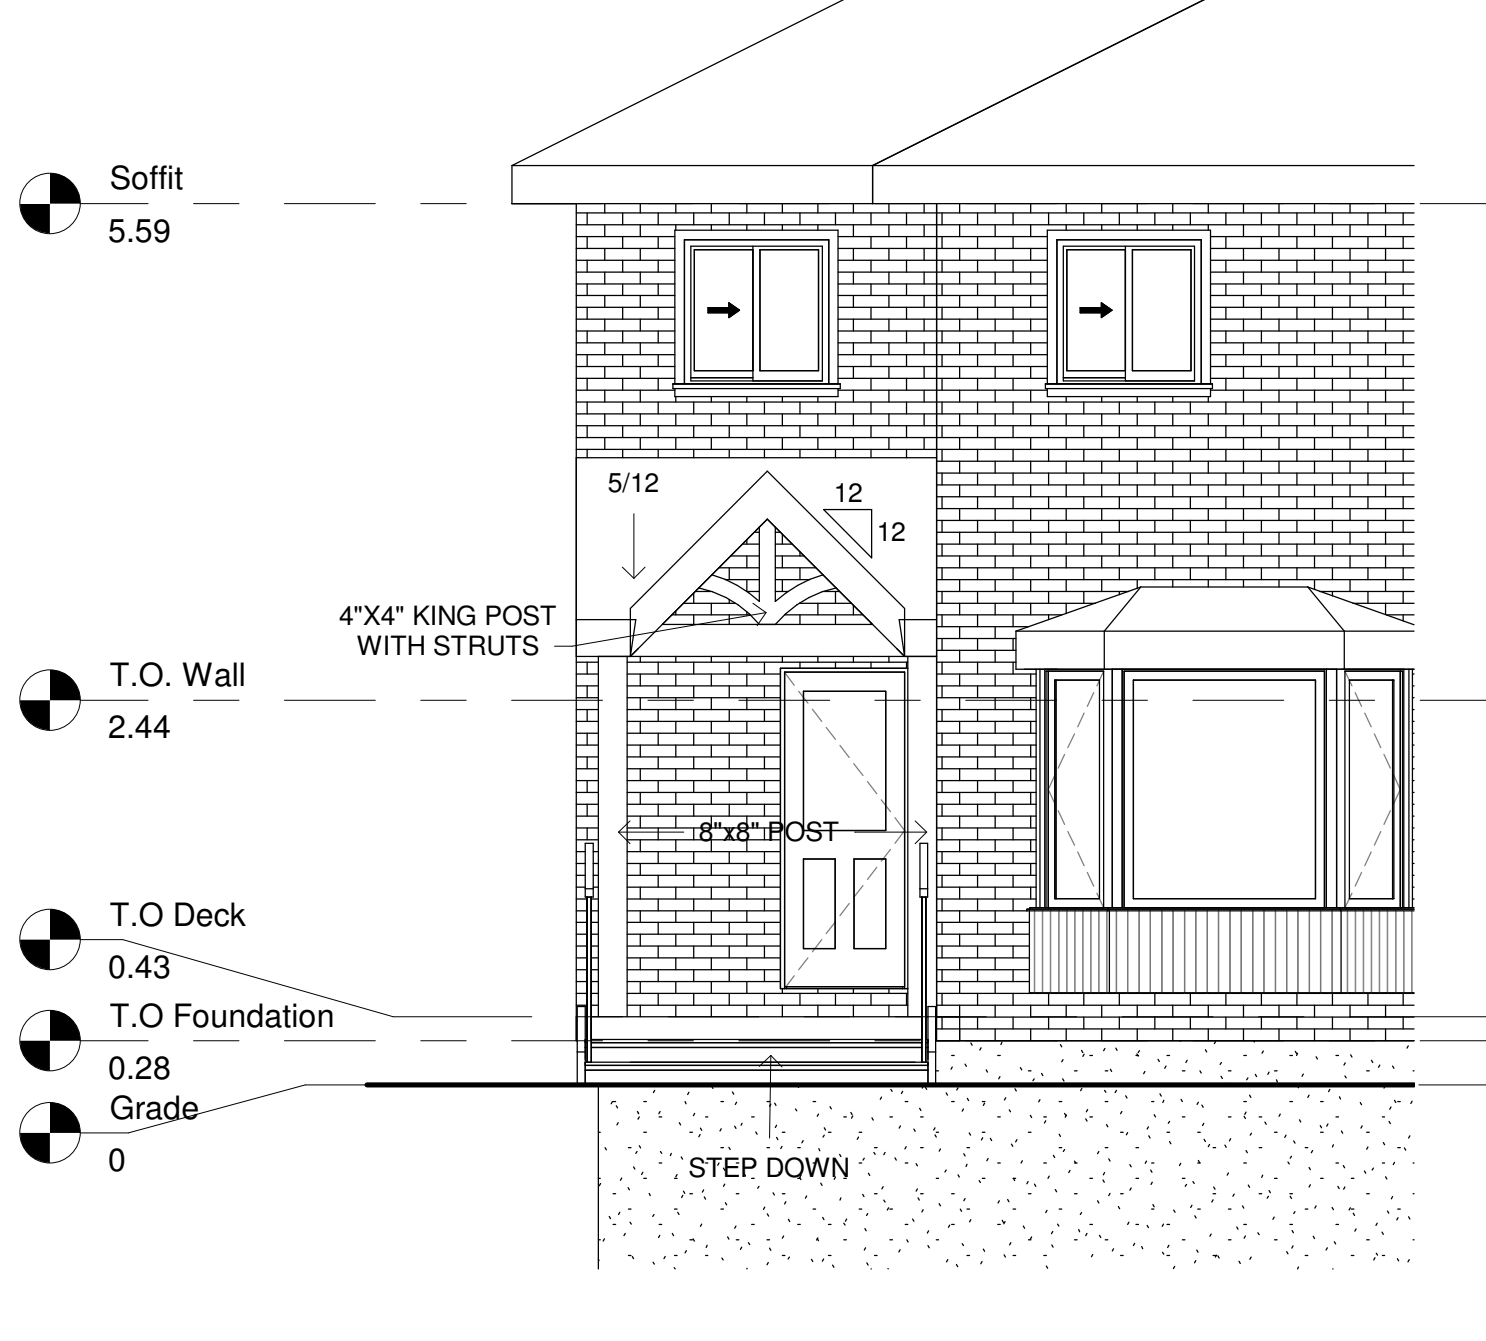 Soffit
5.59
5/12
12
12
4"X4" KING POST
WITH STRUTS
T.O. Wall
2.44
8"x8" POST
T.O Deck
0.43
T.O Foundation
0.28
Grade
0
STEP DOWN